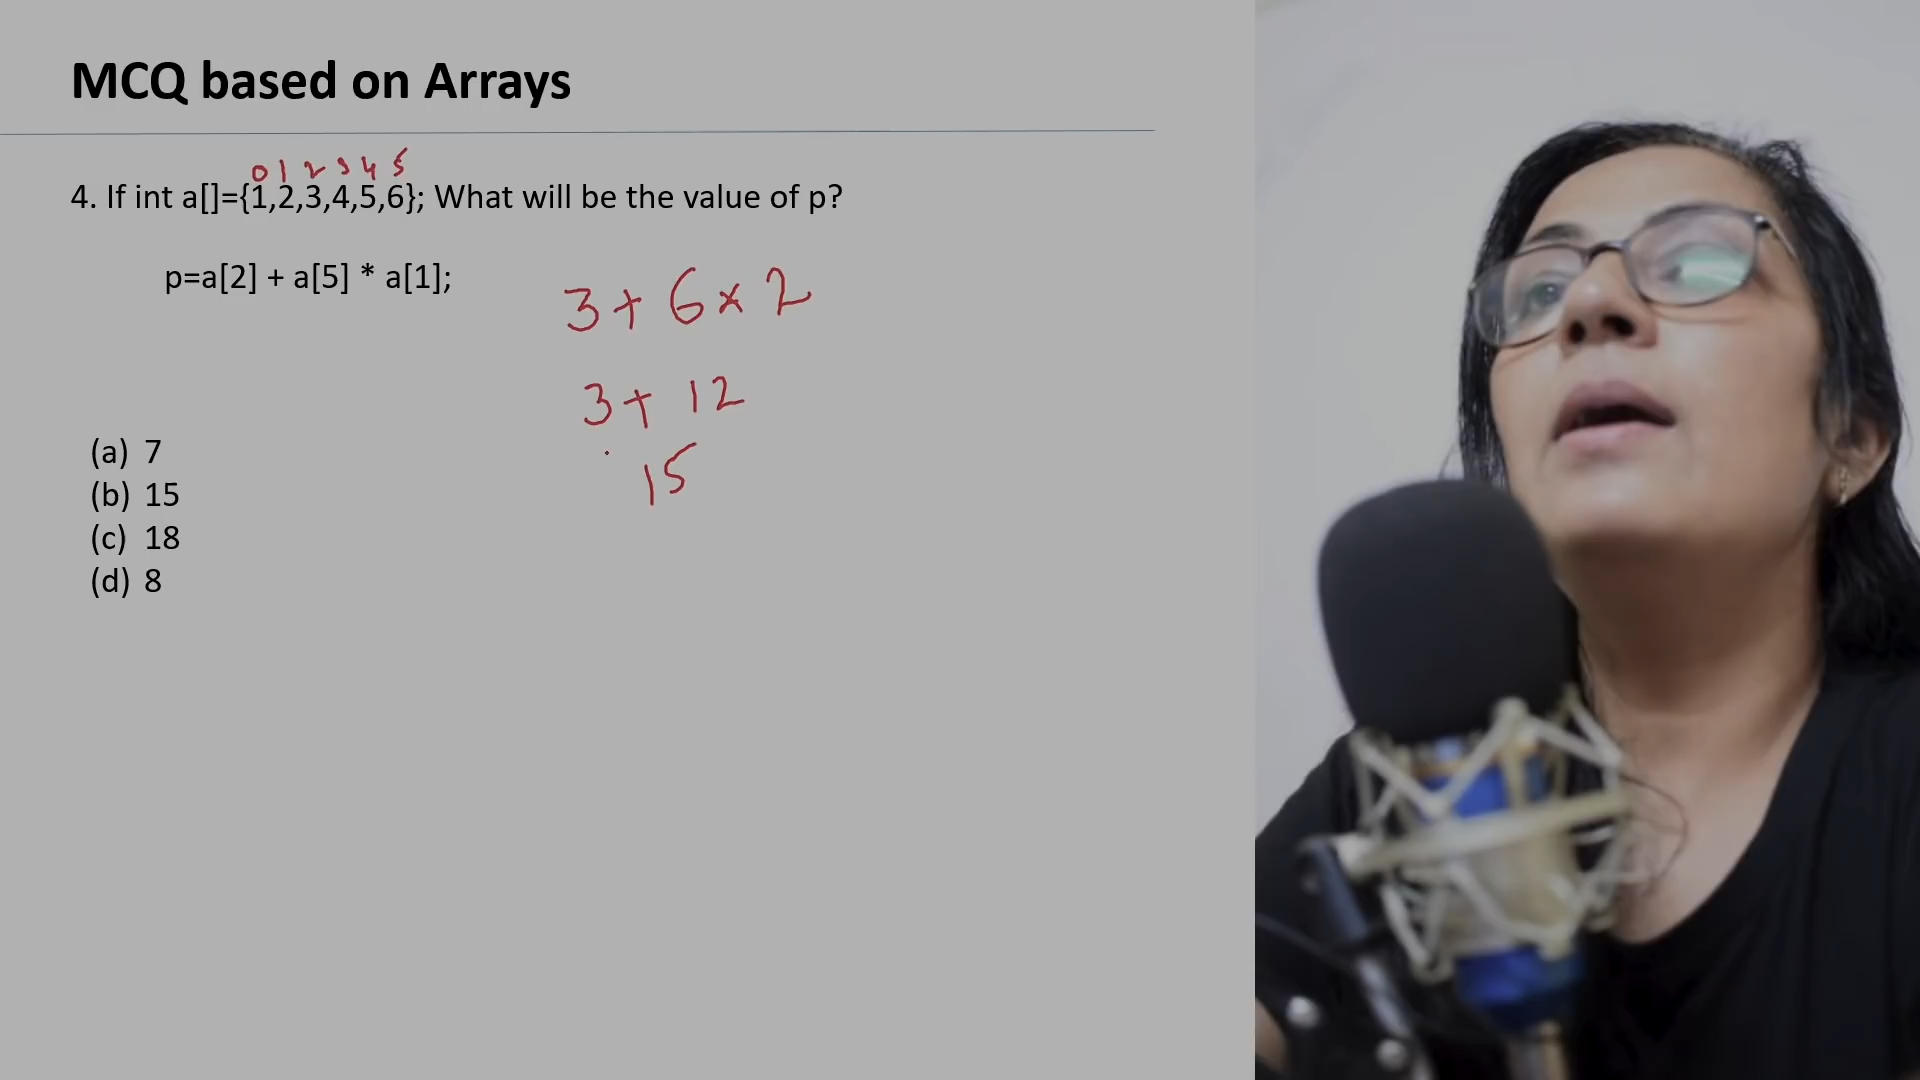 MCQ based on Arrays
0 1 2 3 4 5
4. If int a[]={1,2,3,4,5,6}; What will be the value of p?
p=a[2] + a[5] * a[1];
3 + 6 x 2
3 + 12
15
(a) 7
(b) 15
(c) 18
(d) 8